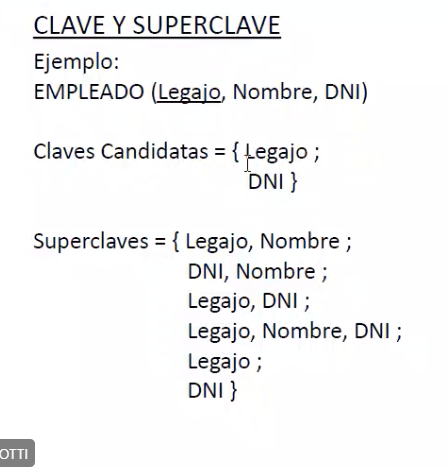 CLAVE Y SUPERCLAVE
Ejemplo:
EMPLEADO (Legajo, Nombre, DNI)
Claves Candidatas = { Legajo ;
DNI }
Superclaves = { Legajo, Nombre ;
DNI, Nombre ;
Legajo, DNI ;
Legajo, Nombre, DNI ;
Legajo ;
DNI }
OTTI